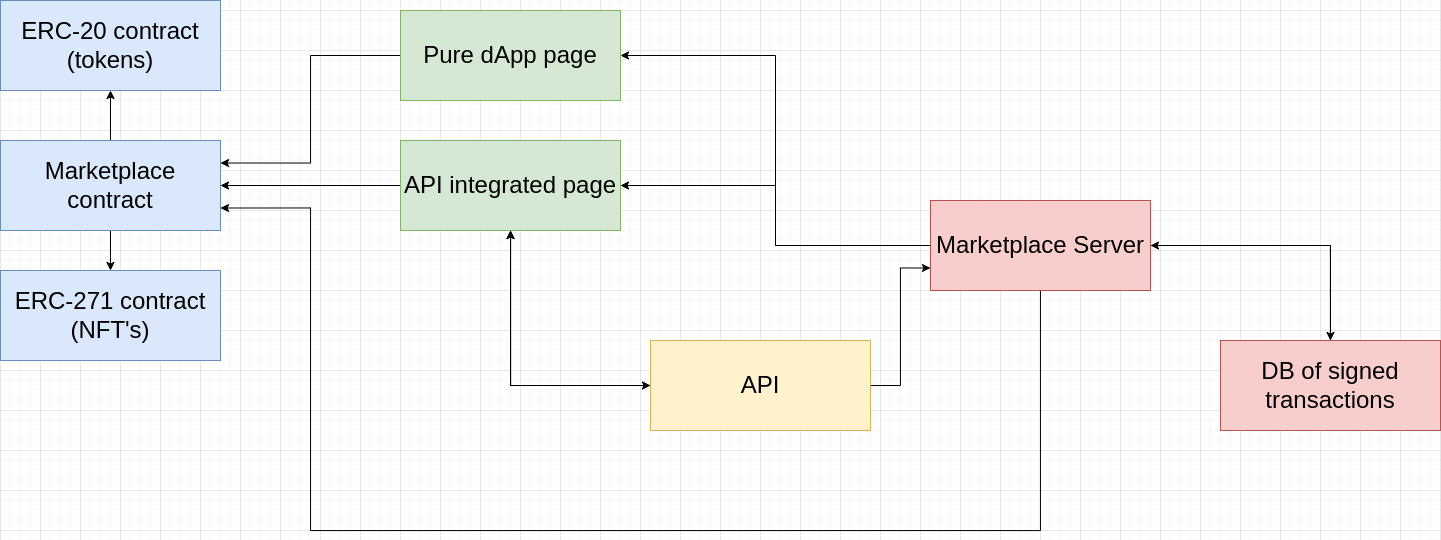 ERC-20 contract
(tokens)
Pure dApp page
Marketplace
contract
API integrated page
Marketplace Server
ERC-271 contract
(NFT's)
API
DB of signed
transactions